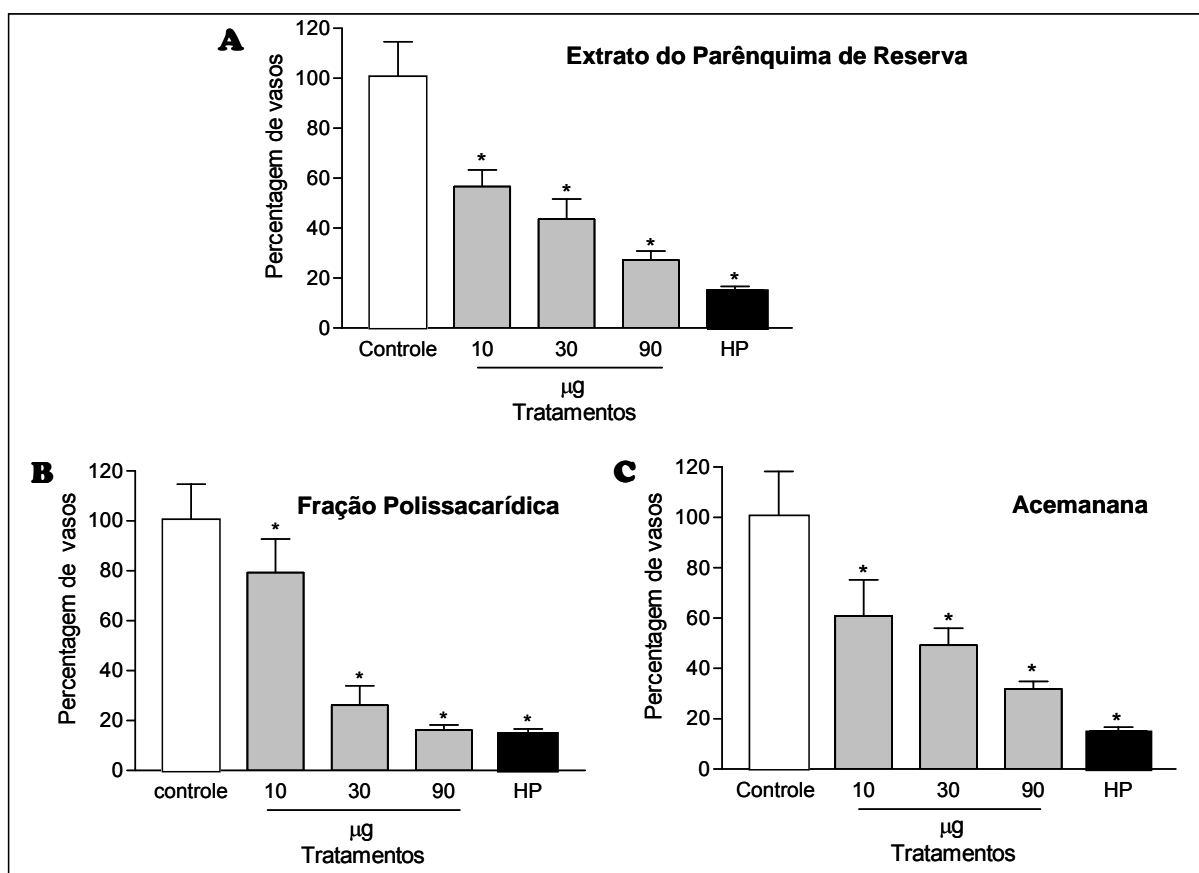 A
Extrato do Parênquima de Reserva
Percentagem de vasos
120
100
80
60
40
20
0
* * * *
Controle 10 30 90 HP
μg
Tratamentos
B
Fração Polissacarídica
Percentagem de vasos
120
100
80
60
40
20
0
* * * *
controle 10 30 90 HP
μg
Tratamentos
C
Acemanana
Percentagem de vasos
120
100
80
60
40
20
0
* * * *
Controle 10 30 90 HP
μg
Tratamentos